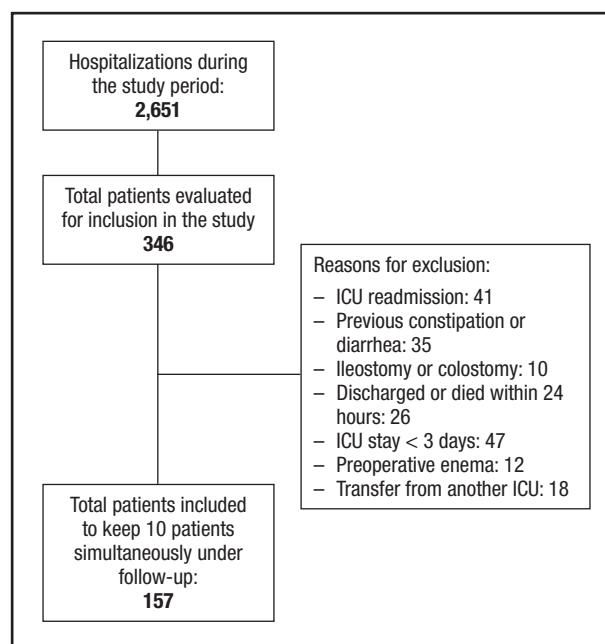 Hospitalizations during
the study period:
2,651
Total patients evaluated
for inclusion in the study
346
Reasons for exclusion:
– ICU readmission: 41
– Previous constipation or
diarrhea: 35
– Ileostomy or colostomy: 10
– Discharged or died within 24
hours: 26
– ICU stay < 3 days: 47
– Preoperative enema: 12
– Transfer from another ICU: 18
Total patients included
to keep 10 patients
simultaneously under
follow-up:
157